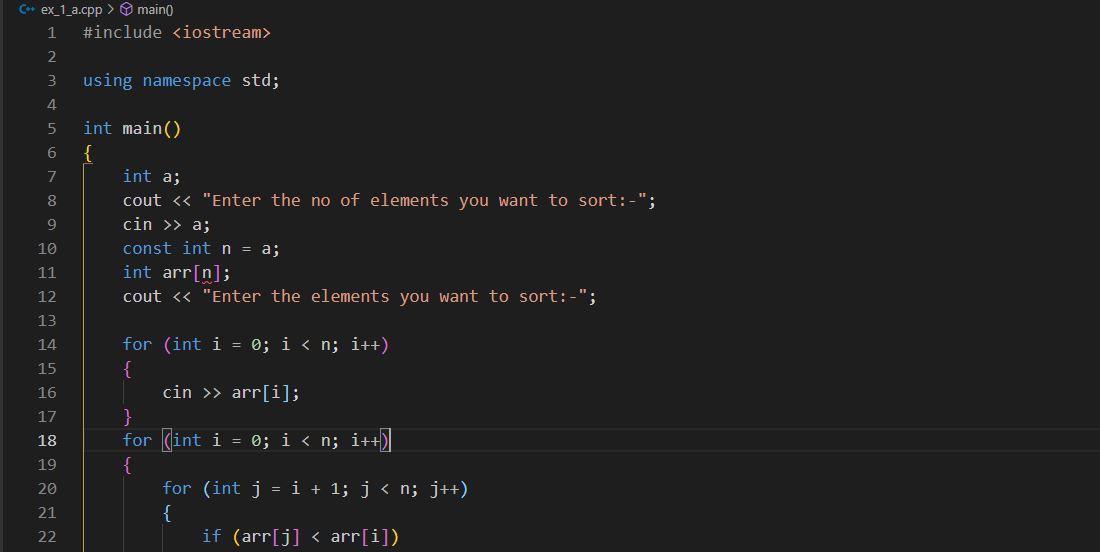 C++ ex_1_a.cpp > main()
1 #include <iostream>
2
3 using namespace std;
4
5 int main()
6 {
7 int a;
8 cout << "Enter the no of elements you want to sort:-";
9 cin >> a;
10 const int n = a;
11 int arr[n];
12 cout << "Enter the elements you want to sort:-";
13
14 for (int i = 0; i < n; i++)
15 {
16 cin >> arr[i];
17 }
18 for (int i = 0; i < n; i++)
19 {
20 for (int j = i + 1; j < n; j++)
21 {
22 if (arr[j] < arr[i])